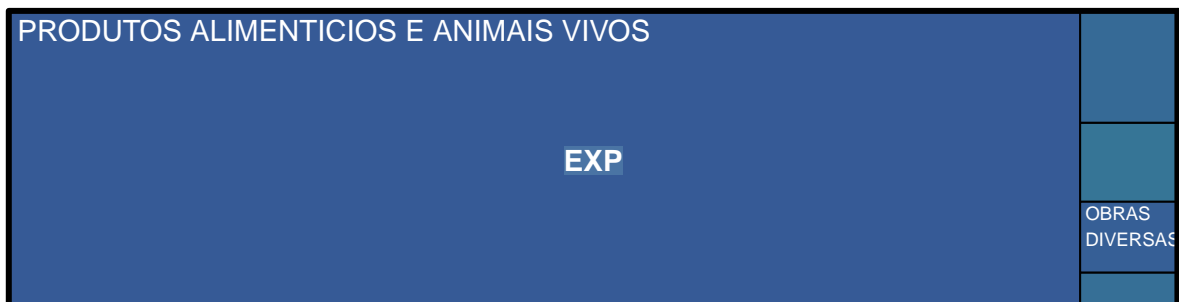 PRODUTOS ALIMENTICIOS E ANIMAIS VIVOS
EXP
OBRAS
DIVERSAS